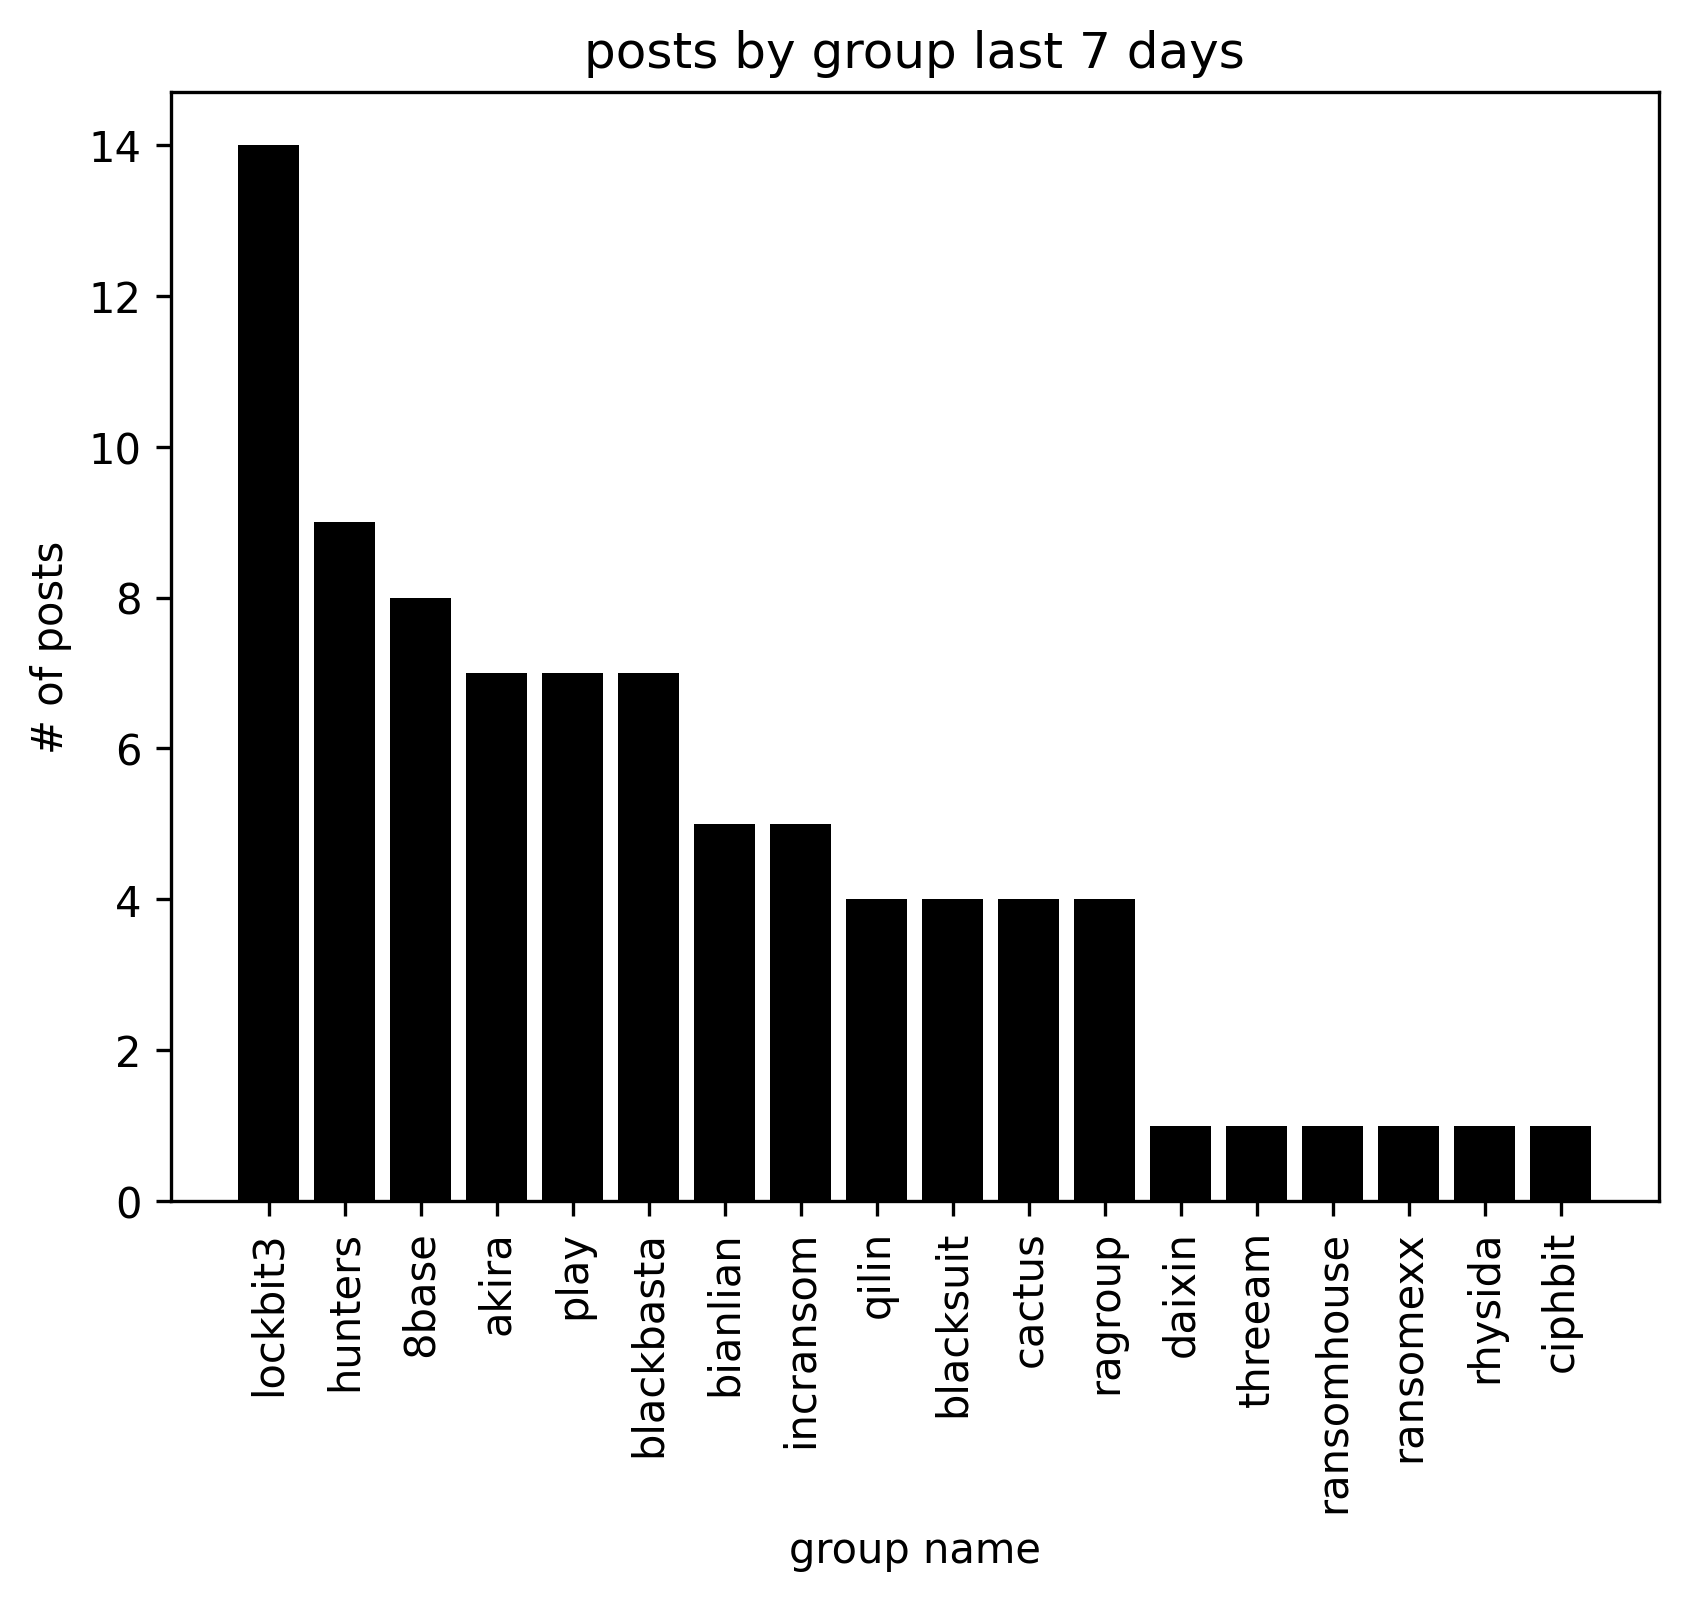 posts by group last 7 days
# of posts
14
12
10
8
6
4
2
0
lockbit3
hunters
8base
akira
play
blackbasta
bianlian
incransom
qilin
blacksuit
cactus
ragroup
daixin
threeam
ransomhouse
ransomexx
rhysida
ciphbit
group name